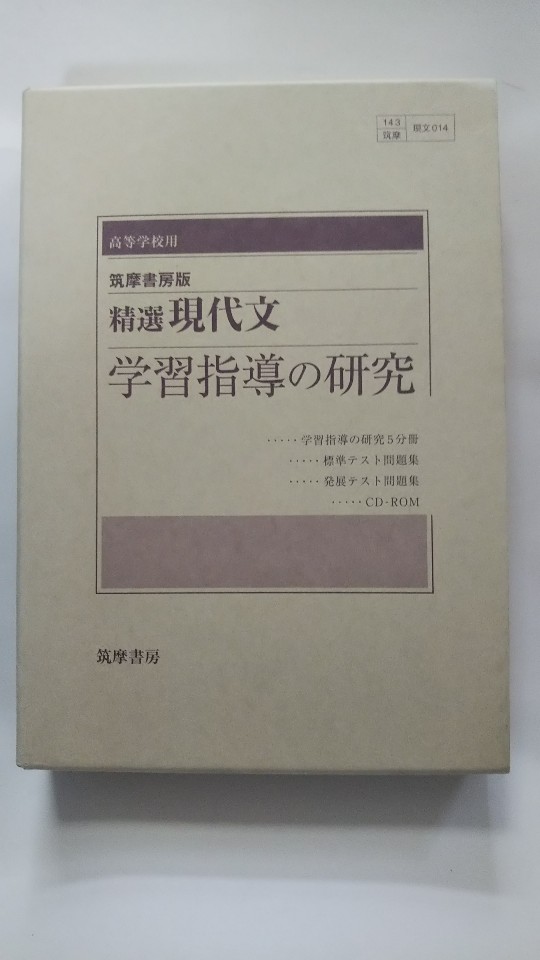 143
筑摩
現文014
高等学校用
筑摩書房版
精選 現代文
学習指導の研究
‥‥‥学習指導の研究5分冊
‥‥‥標準テスト問題集
‥‥‥発展テスト問題集
‥‥‥CD-ROM
筑摩書房